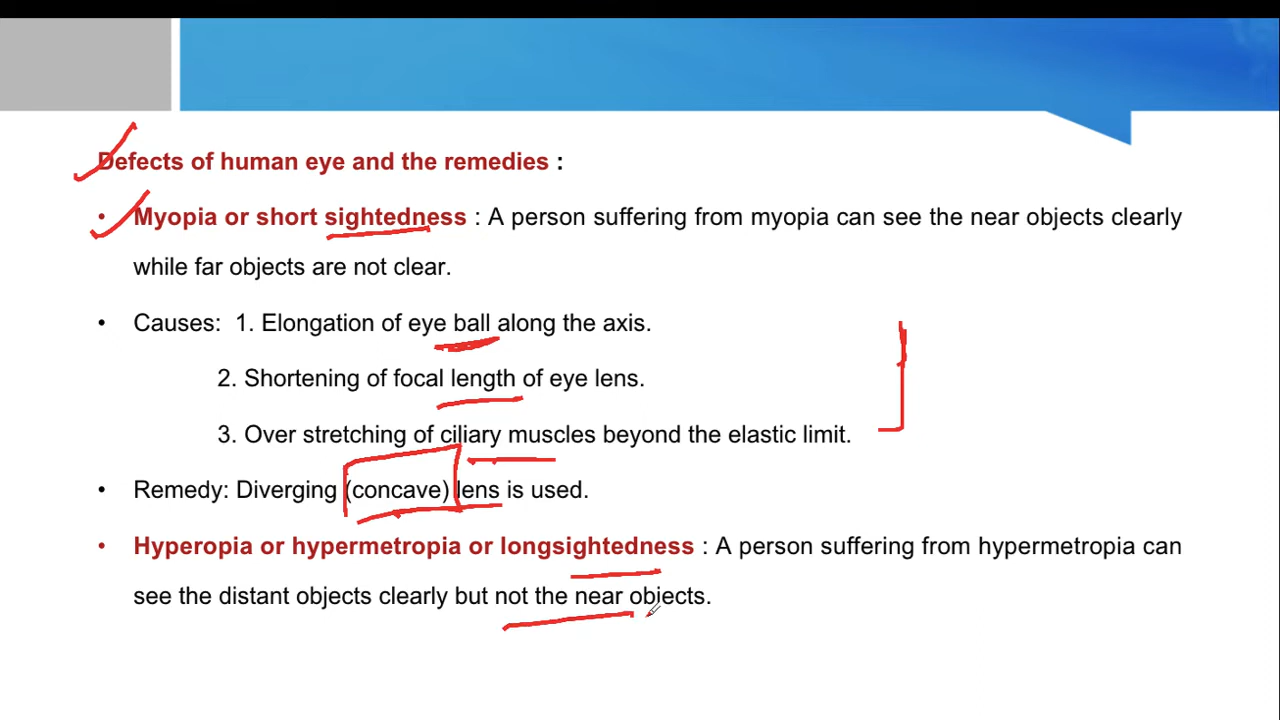 Defects of human eye and the remedies :
• Myopia or short sightedness : A person suffering from myopia can see the near objects clearly
while far objects are not clear.
• Causes: 1. Elongation of eye ball along the axis.
2. Shortening of focal length of eye lens.
3. Over stretching of ciliary muscles beyond the elastic limit.
• Remedy: Diverging (concave) lens is used.
• Hyperopia or hypermetropia or longsightedness : A person suffering from hypermetropia can
see the distant objects clearly but not the near objects.